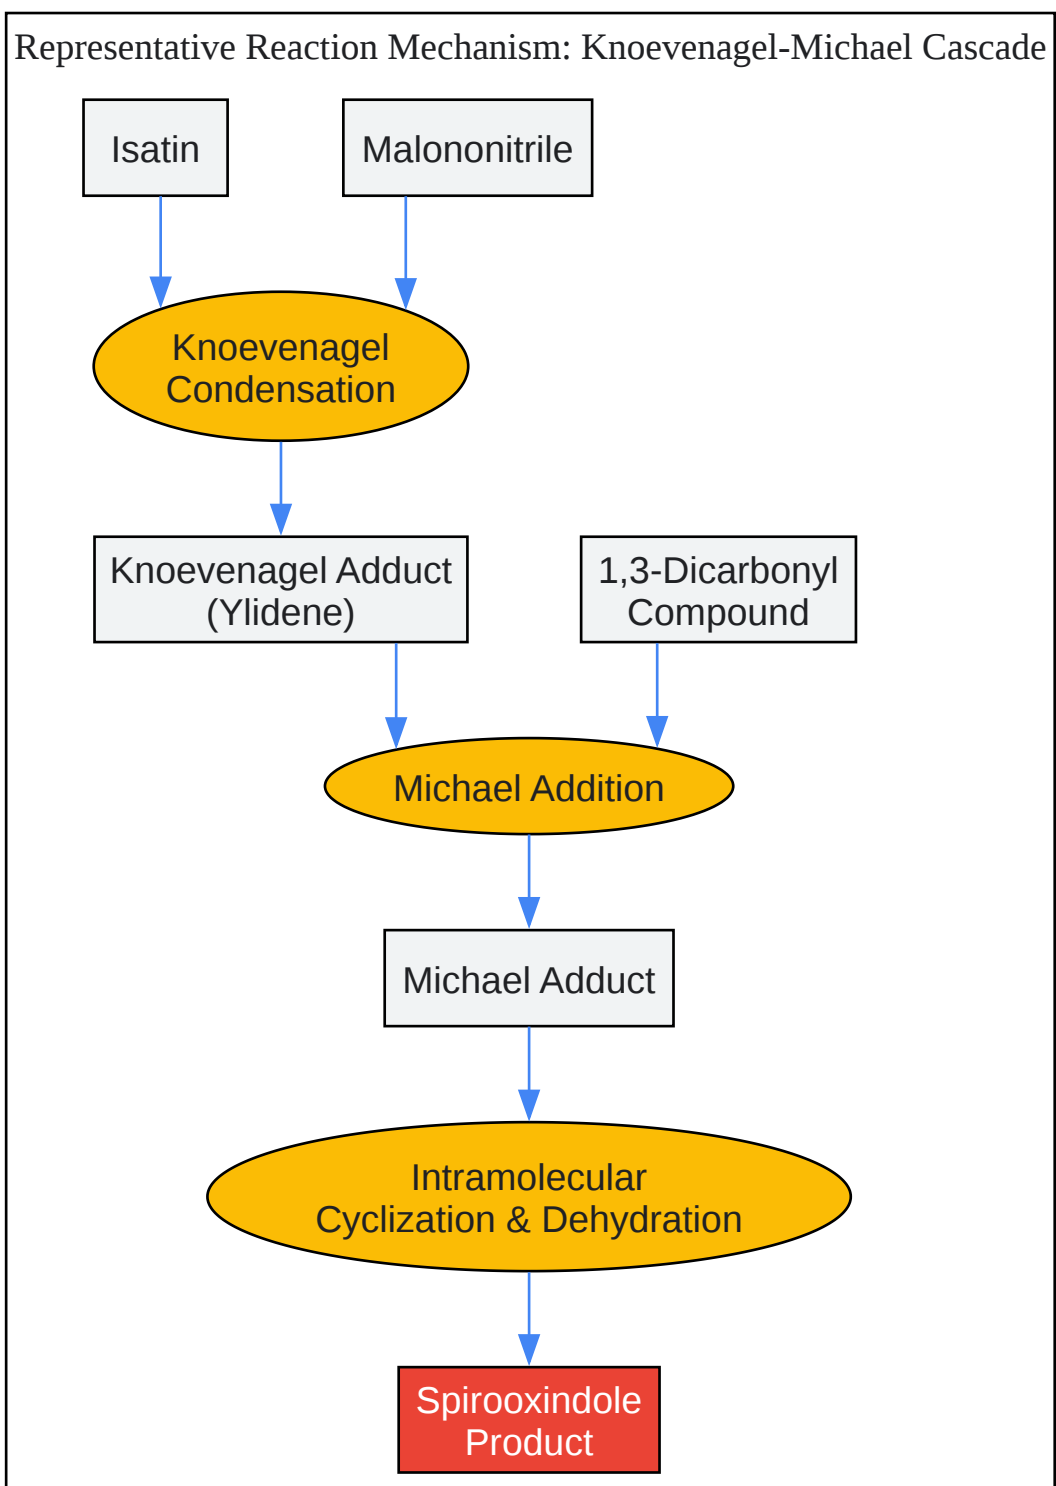 Representative Reaction Mechanism: Knoevenagel-Michael Cascade
Isatin
Malononitrile
Knoevenagel
Condensation
Knoevenagel Adduct
(Ylidene)
1,3-Dicarbonyl
Compound
Michael Addition
Michael Adduct
Intramolecular
Cyclization & Dehydration
Spirooxindole
Product